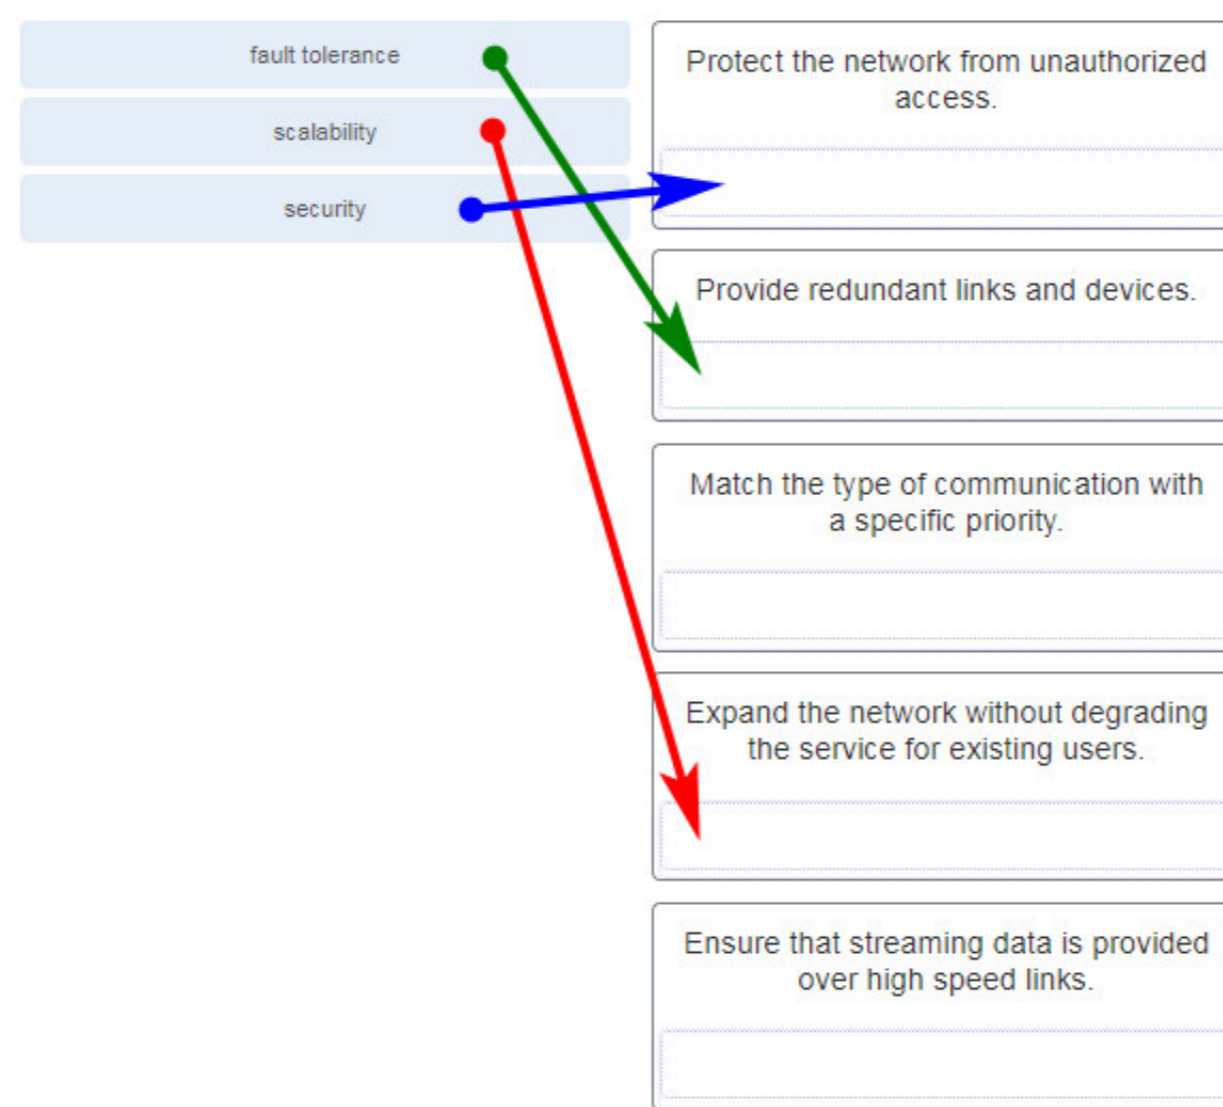 fault tolerance
scalability
security
Protect the network from unauthorized
access.
Provide redundant links and devices.
Match the type of communication with
a specific priority.
Expand the network without degrading
the service for existing users.
Ensure that streaming data is provided
over high speed links.